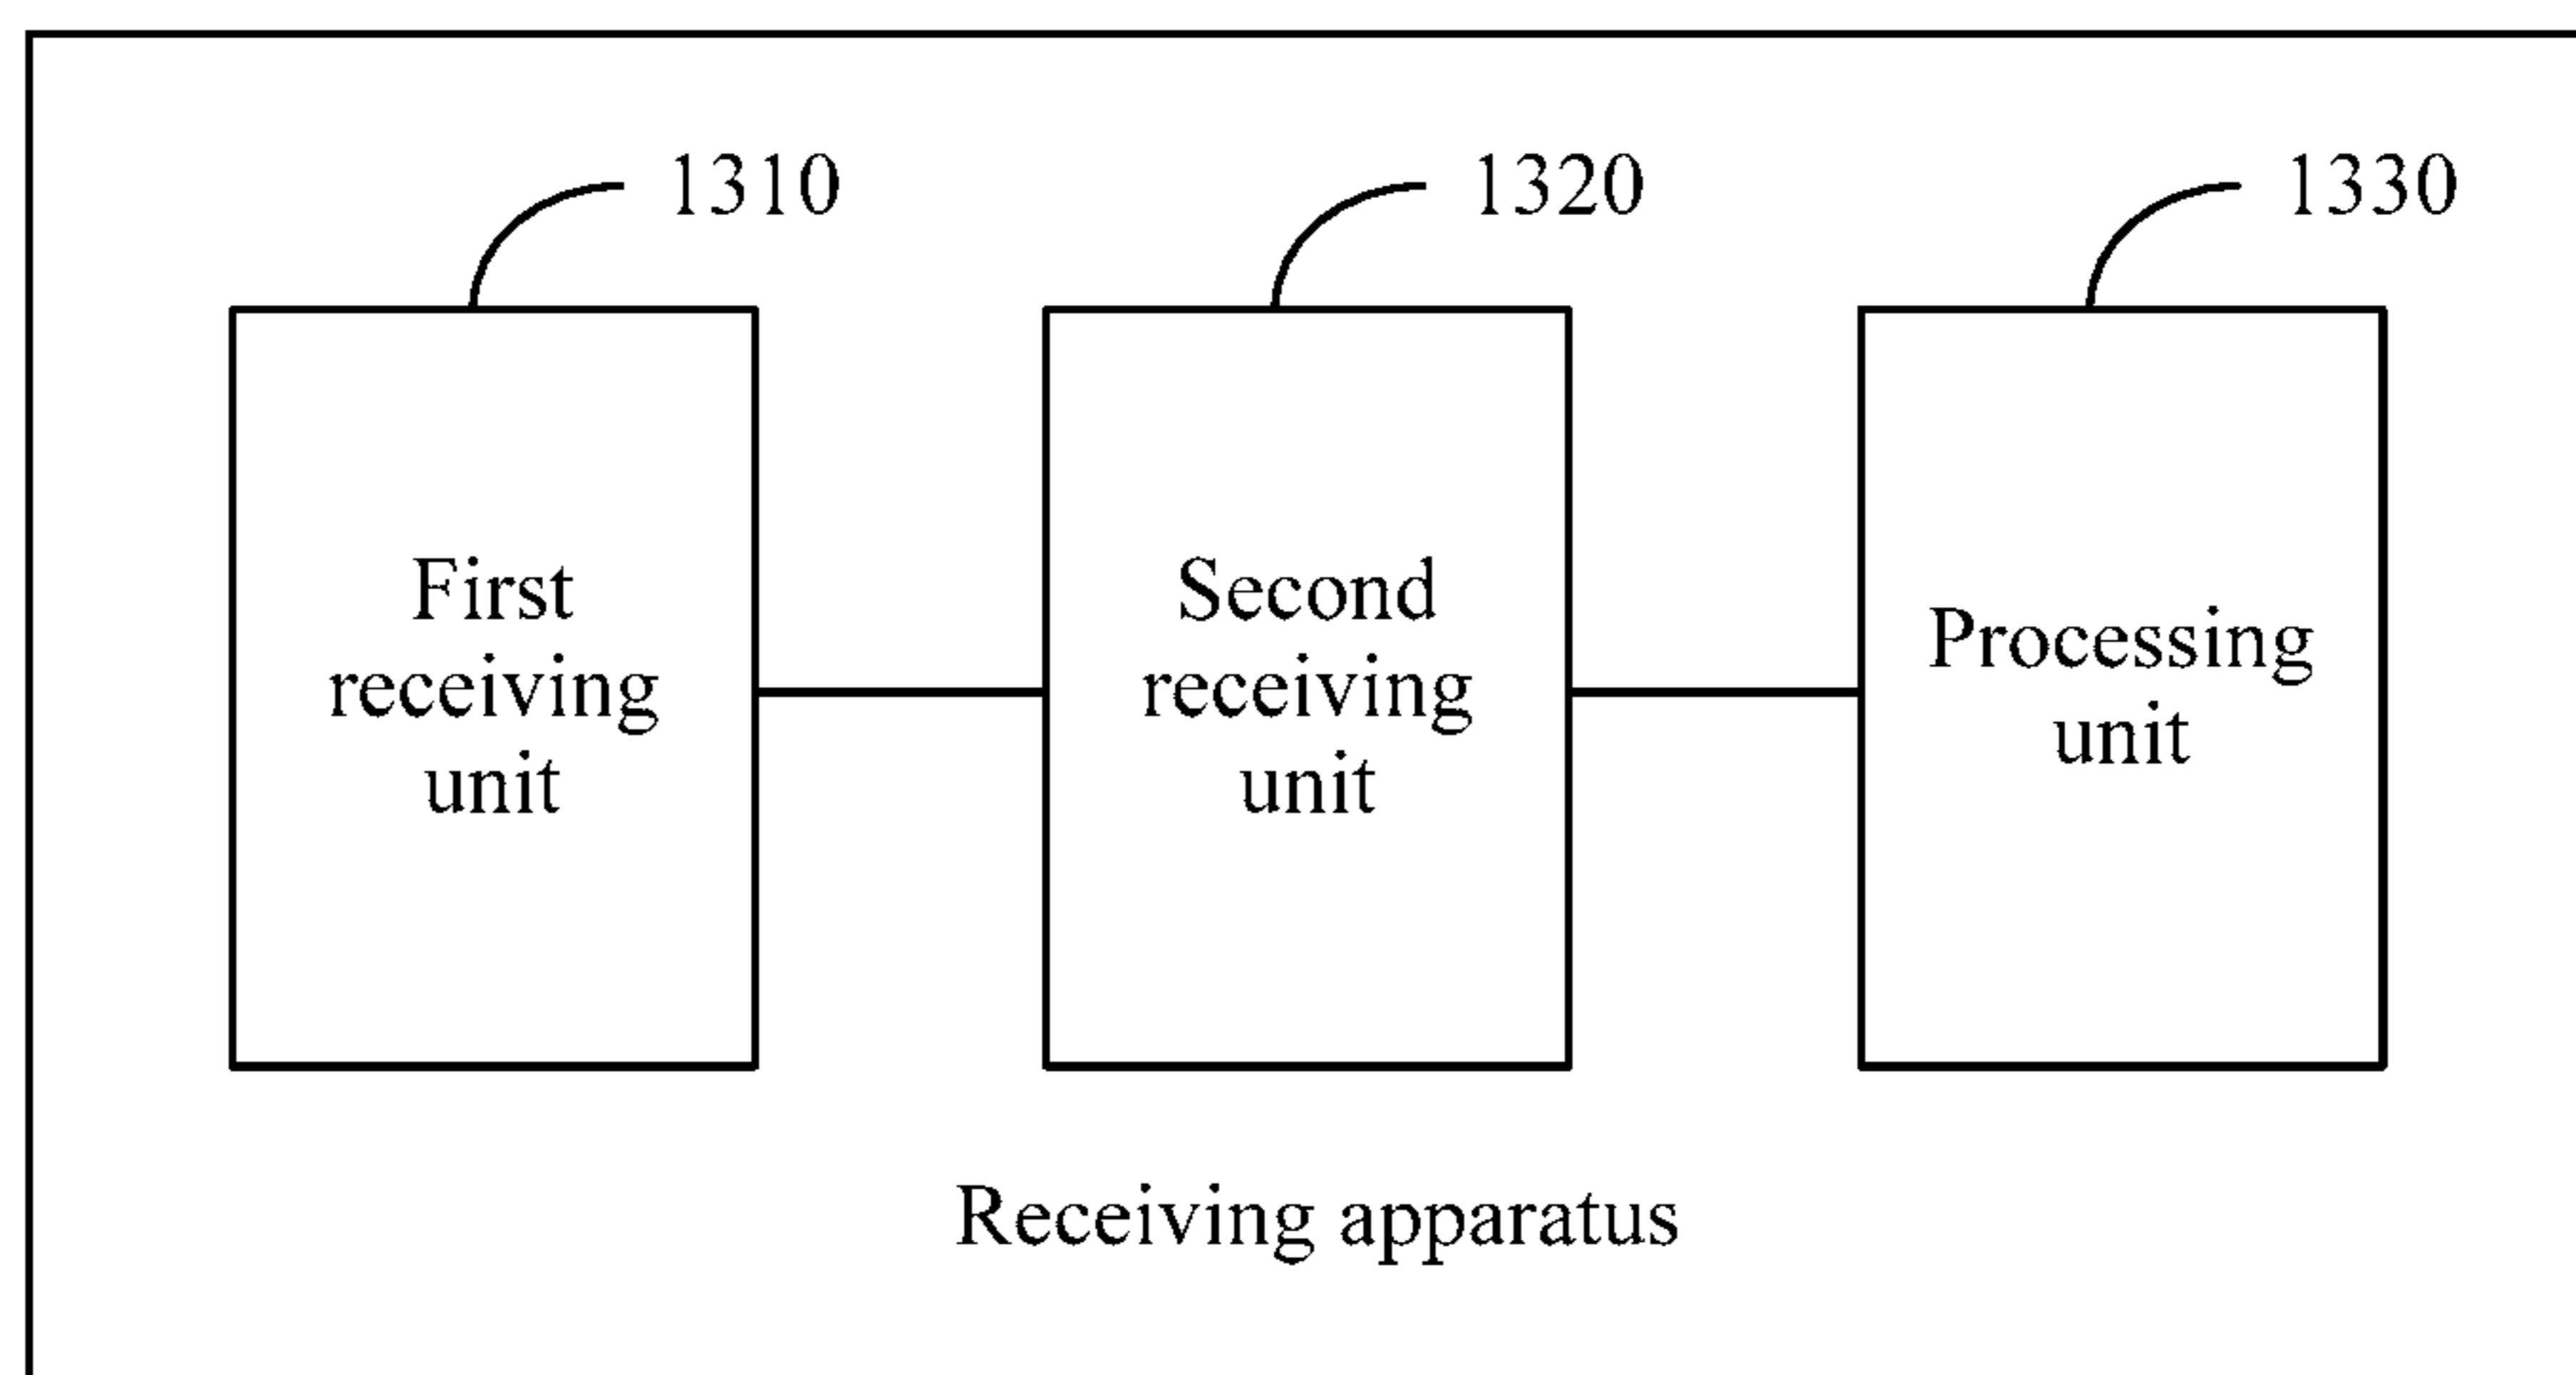 1310
1320
1330
First
receiving
unit
Second
receiving
unit
Processing
unit
Receiving apparatus